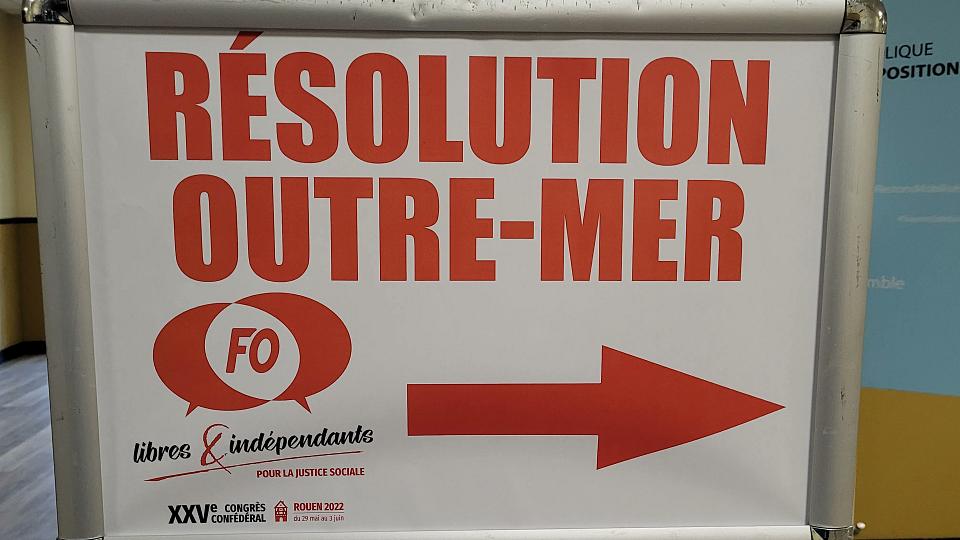 RÉSOLUTION
OUTRE-MER
FO
libres & indépendants
POUR LA JUSTICE SOCIALE
XXVe CONGRÈS CONFÉDÉRAL
ROUEN 2022
du 29 mai au 3 juin
LIQUE
POSITION
mble